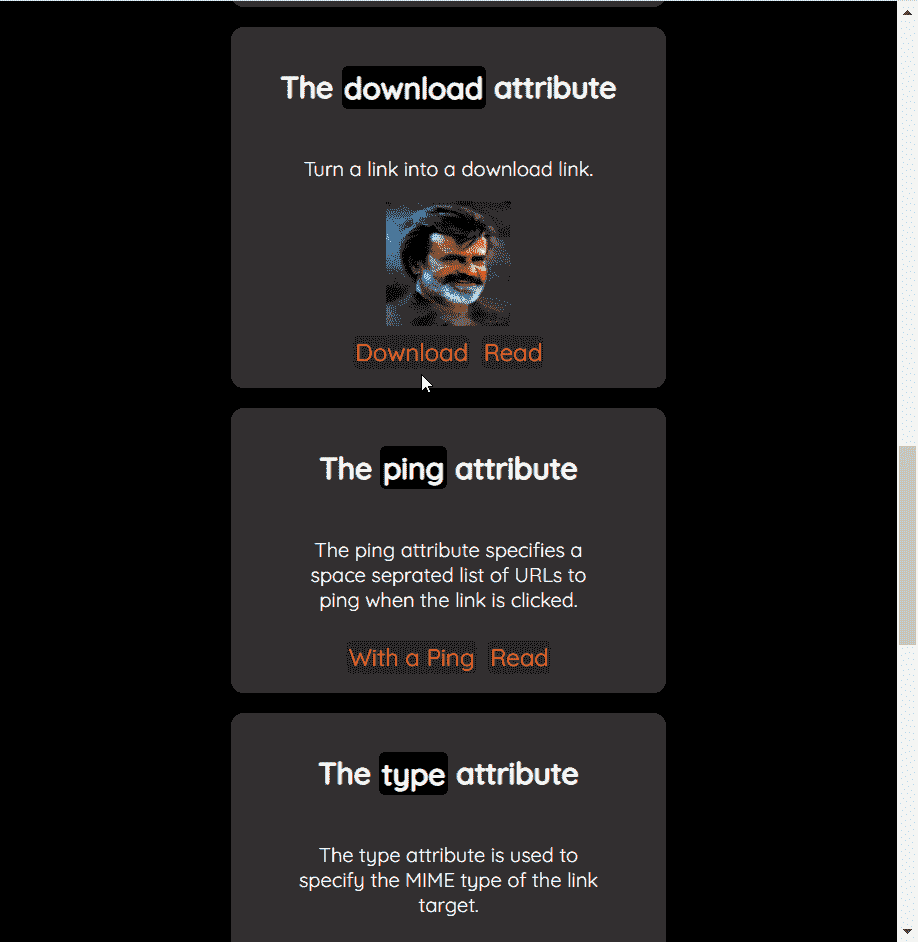 The download attribute
Turn a link into a download link.
Download Read
The ping attribute
The ping attribute specifies a
space seprated list of URLs to
ping when the link is clicked.
With a Ping Read
The type attribute
The type attribute is used to
specify the MIME type of the link
target.